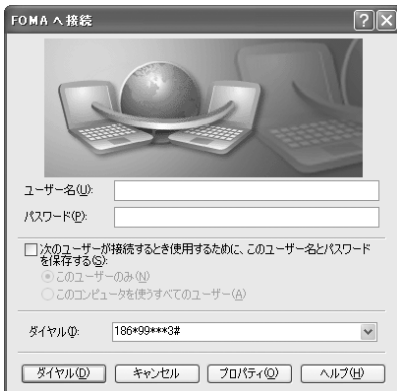 FOMA へ接続
ユーザー名(U):
パスワード(P):
次のユーザーが接続するとき使用するために、このユーザー名とパスワード
を保存する(S):
このユーザーのみ(N)
このコンピュータを使うすべてのユーザー(A)
ダイヤル(I): 186*99***3#
ダイヤル(D) キャンセル プロパティ(O) ヘルプ(H)